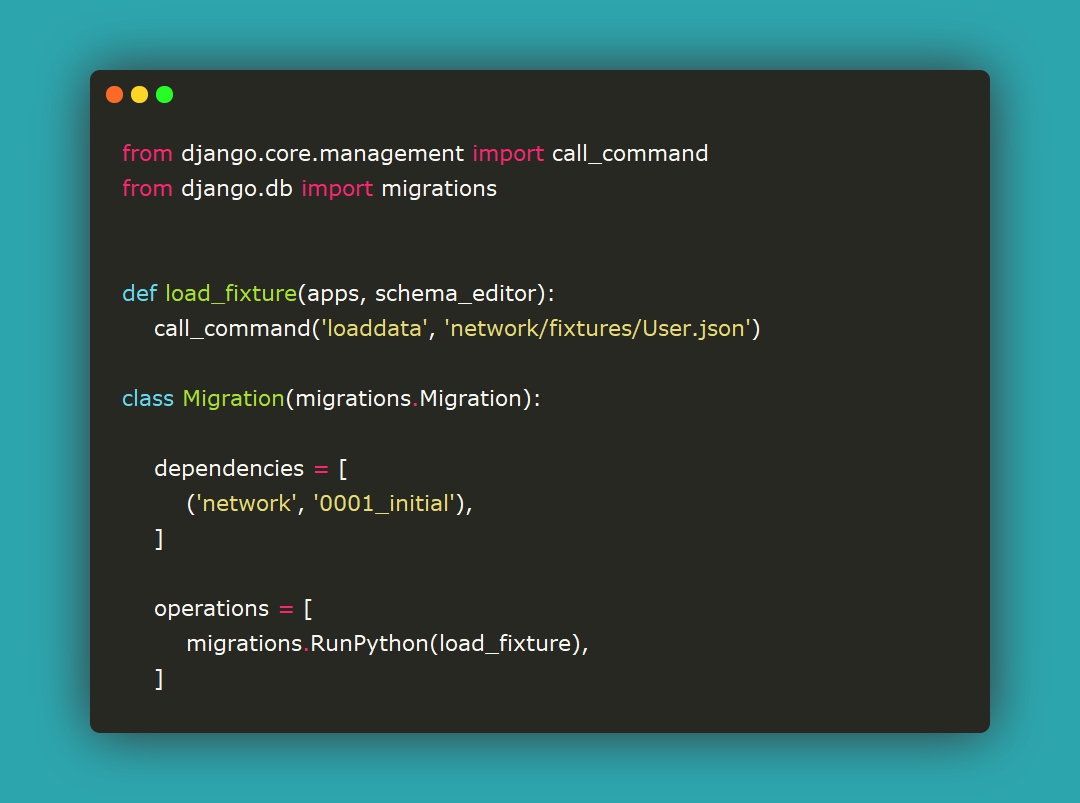 from django.core.management import call_command
from django.db import migrations
def load_fixture(apps, schema_editor):
call_command('loaddata', 'network/fixtures/User.json')
class Migration(migrations.Migration):
dependencies = [
('network', '0001_initial'),
]
operations = [
migrations.RunPython(load_fixture),
]